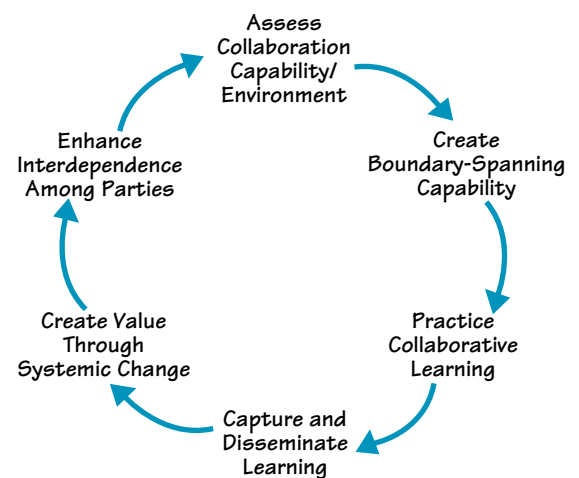 Assess
Collaboration
Capability/
Environment
Create
Boundary-Spanning
Capability
Practice
Collaborative
Learning
Capture and
Disseminate
Learning
Create Value
Through
Systemic Change
Enhance
Interdependence
Among Parties